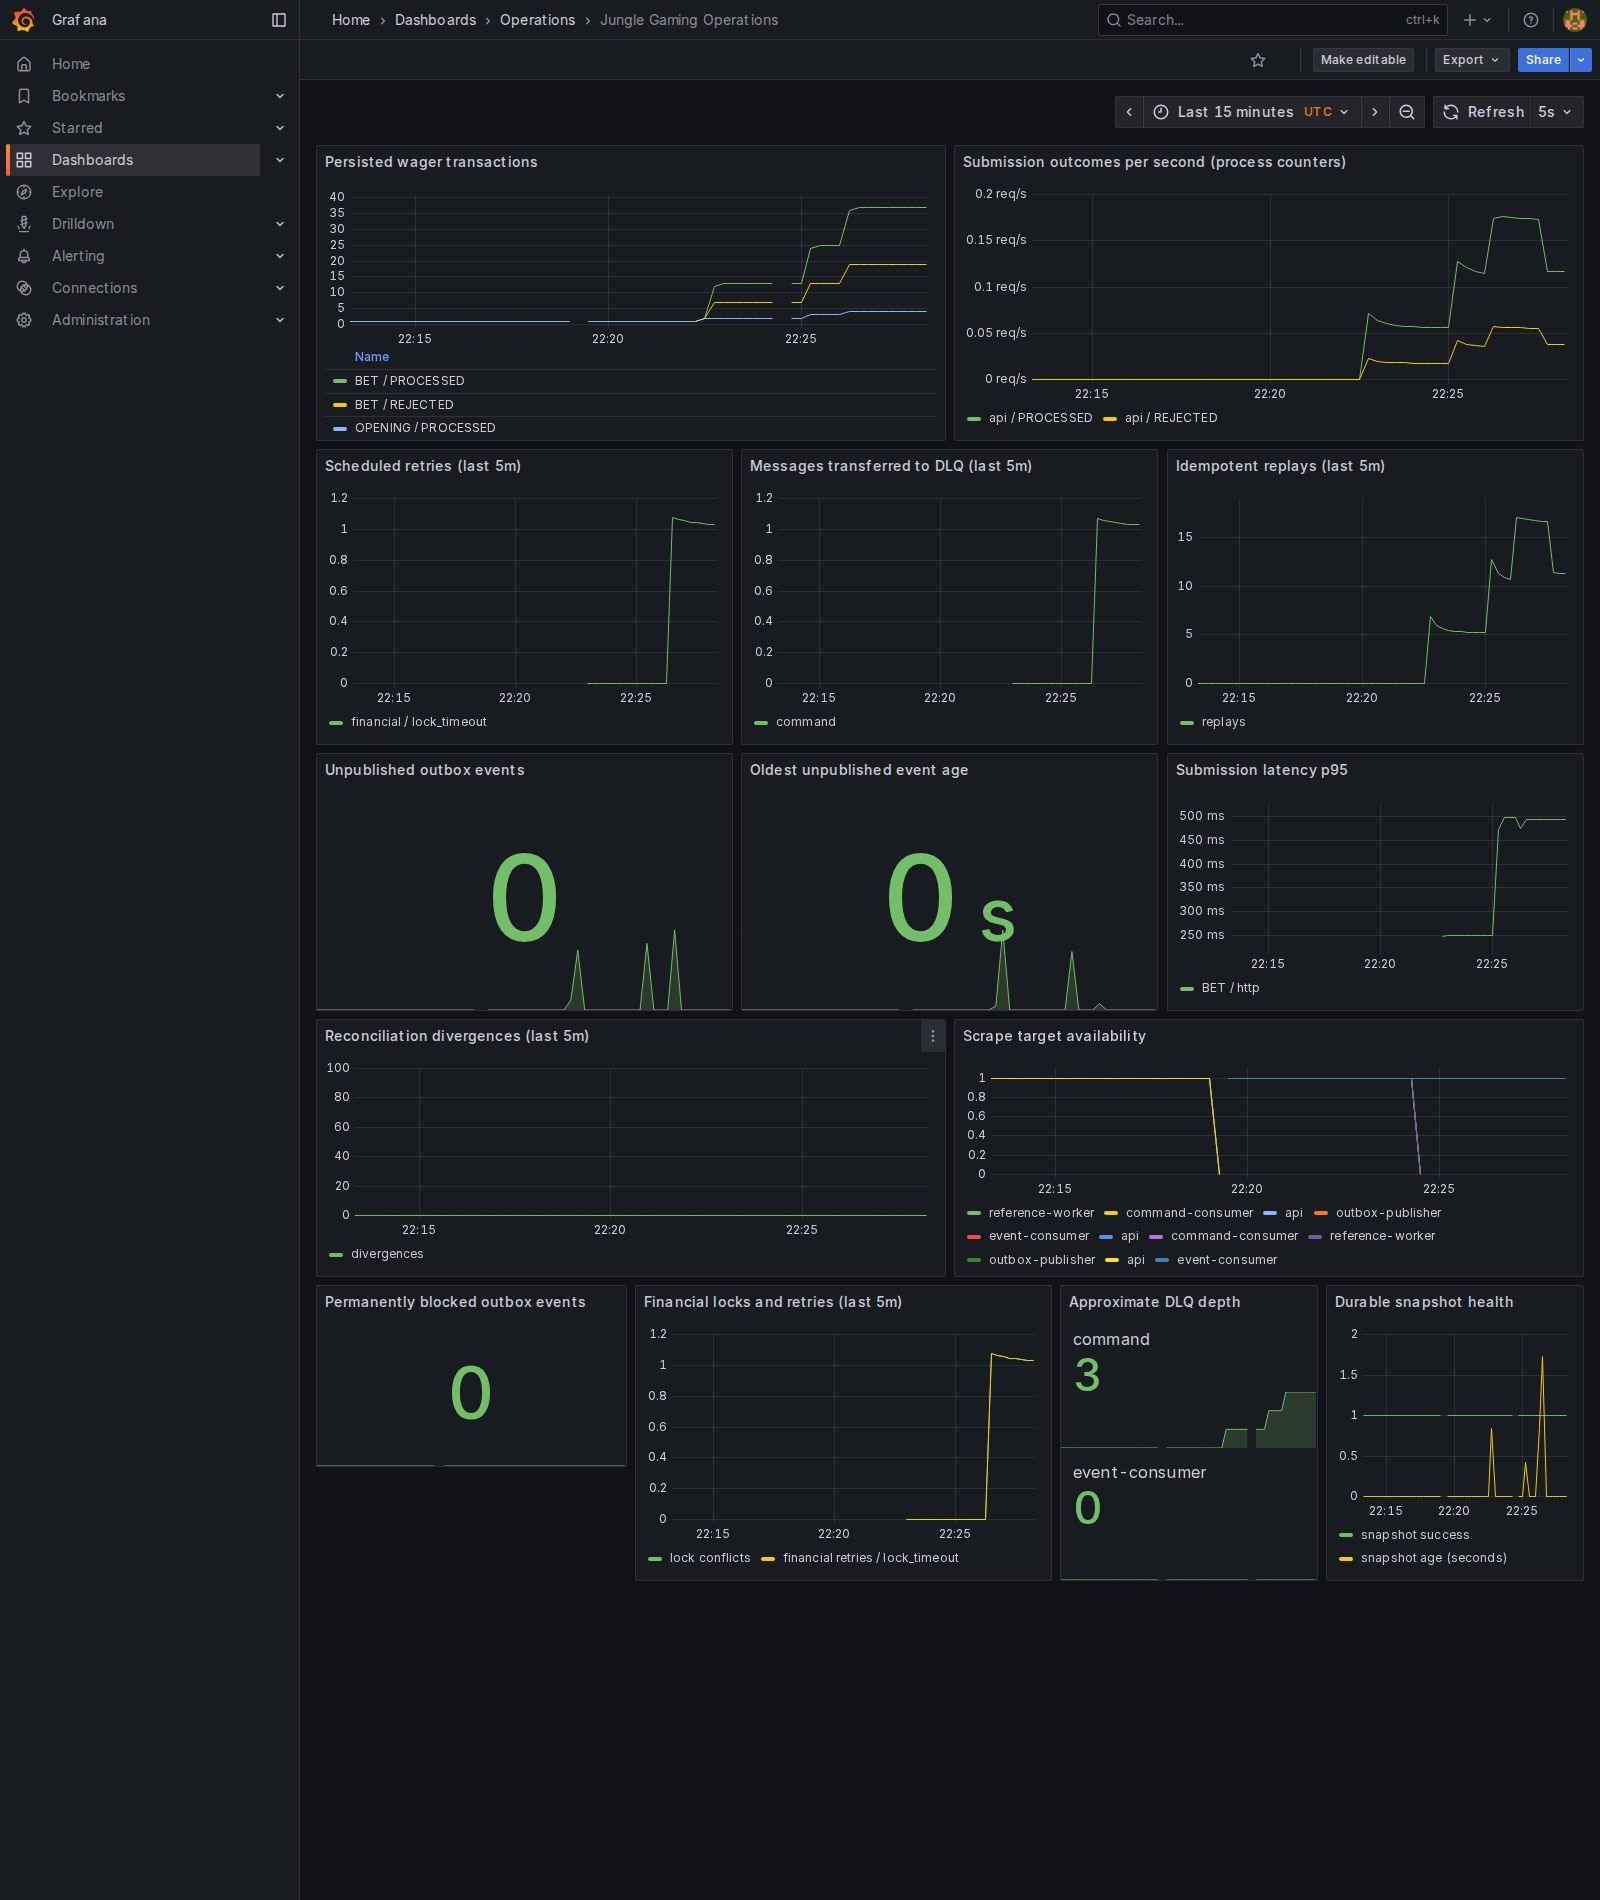 Grafana
Home › Dashboards › Operations › Jungle Gaming Operations
Search... ctrl+k
Home
Bookmarks
Starred
Dashboards
Explore
Drilldown
Alerting
Connections
Administration
Make editable Export Share
Last 15 minutes UTC Refresh 5s
Persisted wager transactions
40
35
30
25
20
15
10
5
0
22:15 22:20 22:25
Name
BET / PROCESSED
BET / REJECTED
OPENING / PROCESSED
Submission outcomes per second (process counters)
0.2 req/s
0.15 req/s
0.1 req/s
0.05 req/s
0 req/s
22:15 22:20 22:25
api / PROCESSED api / REJECTED
Scheduled retries (last 5m)
1.2
1
0.8
0.6
0.4
0.2
0
22:15 22:20 22:25
financial / lock_timeout
Messages transferred to DLQ (last 5m)
1.2
1
0.8
0.6
0.4
0.2
0
22:15 22:20 22:25
command
Idempotent replays (last 5m)
15
10
5
0
22:15 22:20 22:25
replays
Unpublished outbox events
0
Oldest unpublished event age
0 s
Submission latency p95
500 ms
450 ms
400 ms
350 ms
300 ms
250 ms
22:15 22:20 22:25
BET / http
Reconciliation divergences (last 5m)
100
80
60
40
20
0
22:15 22:20 22:25
divergences
Scrape target availability
1
0.8
0.6
0.4
0.2
0
22:15 22:20 22:25
reference-worker command-consumer api outbox-publisher
event-consumer api command-consumer reference-worker
outbox-publisher api event-consumer
Permanently blocked outbox events
0
Financial locks and retries (last 5m)
1.2
1
0.8
0.6
0.4
0.2
0
22:15 22:20 22:25
lock conflicts financial retries / lock_timeout
Approximate DLQ depth
command
3
event-consumer
0
Durable snapshot health
2
1.5
1
0.5
0
22:15 22:20 22:25
snapshot success
snapshot age (seconds)